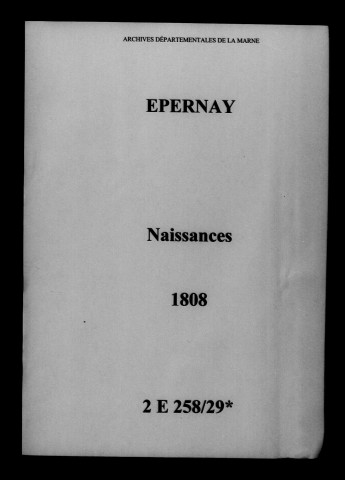 ARCHIVES DÉPARTEMENTALES DE LA MARNE
EPERNAY
Naissances
1808
2 E 258/29*